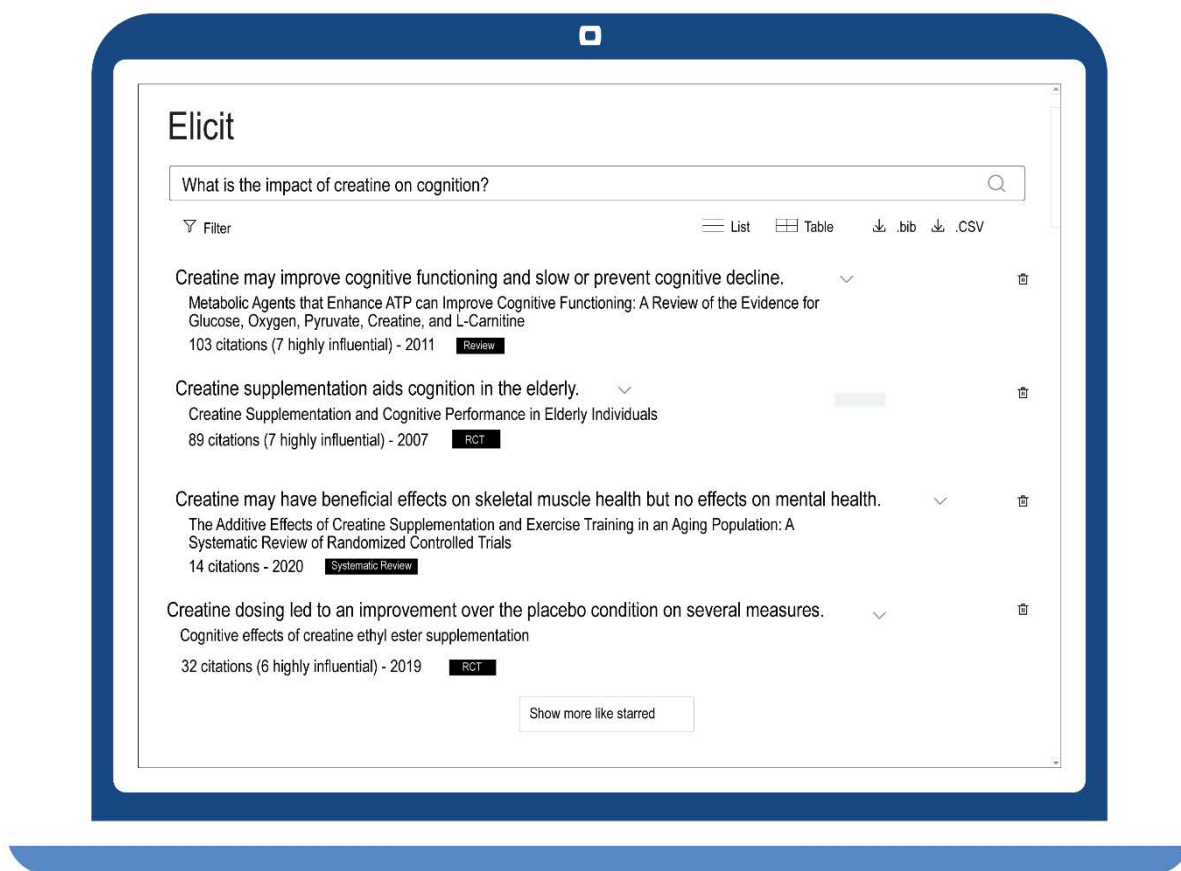 Elicit
What is the impact of creatine on cognition?
Filter
List
Table
.bib
.CSV
Creatine may improve cognitive functioning and slow or prevent cognitive decline.
Metabolic Agents that Enhance ATP can Improve Cognitive Functioning: A Review of the Evidence for
Glucose, Oxygen, Pyruvate, Creatine, and L-Carnitine
103 citations (7 highly influential) - 2011 Review
Creatine supplementation aids cognition in the elderly.
Creatine Supplementation and Cognitive Performance in Elderly Individuals
89 citations (7 highly influential) - 2007 RCT
Creatine may have beneficial effects on skeletal muscle health but no effects on mental health.
The Additive Effects of Creatine Supplementation and Exercise Training in an Aging Population: A
Systematic Review of Randomized Controlled Trials
14 citations - 2020 Systematic Review
Creatine dosing led to an improvement over the placebo condition on several measures.
Cognitive effects of creatine ethyl ester supplementation
32 citations (6 highly influential) - 2019 RCT
Show more like starred